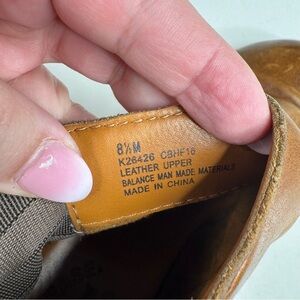 8½M
K26426 CBHF16
LEATHER UPPER
BALANCE MAN MADE MATERIALS
MADE IN CHINA